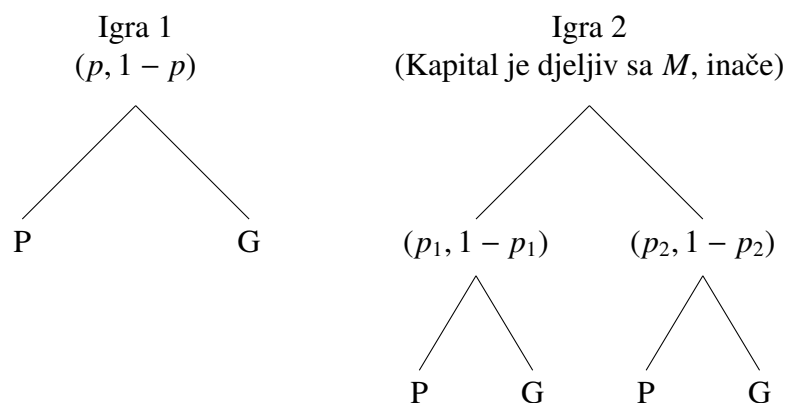 Igra 1
(p, 1 − p)
P G
Igra 2
(Kapital je djeljiv sa M, inače)
(p₁, 1 − p₁) (p₂, 1 − p₂)
P G P G